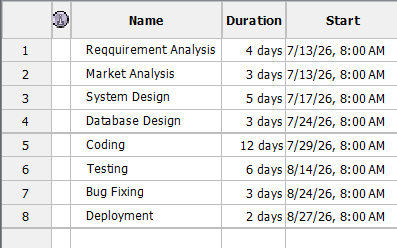 Name Duration Start
1 Reqquirement Analysis 4 days 7/13/26, 8:00 AM
2 Market Analysis 3 days 7/13/26, 8:00 AM
3 System Design 5 days 7/17/26, 8:00 AM
4 Database Design 3 days 7/24/26, 8:00 AM
5 Coding 12 days 7/29/26, 8:00 AM
6 Testing 6 days 8/14/26, 8:00 AM
7 Bug Fixing 3 days 8/24/26, 8:00 AM
8 Deployment 2 days 8/27/26, 8:00 AM